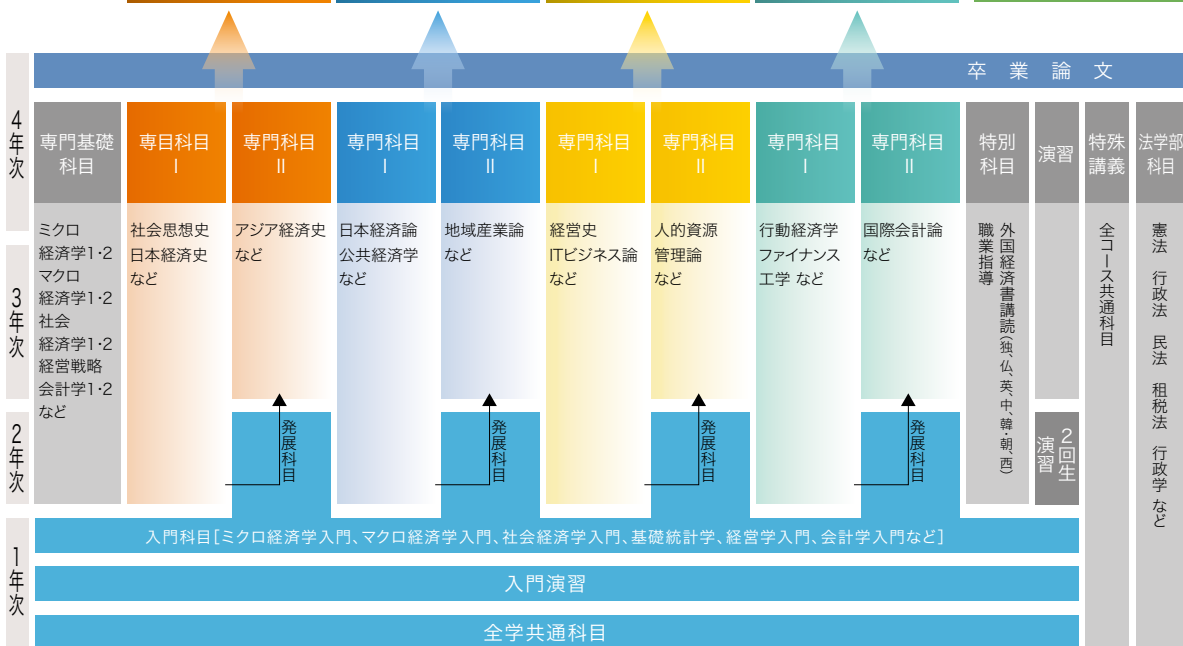 卒業論文
4年次
3年次
2年次
1年次
専門基礎
科目
専目科目
Ⅰ
専門科目
Ⅱ
専門科目
Ⅰ
専門科目
Ⅱ
専門科目
Ⅰ
専門科目
Ⅱ
専門科目
Ⅰ
専門科目
Ⅱ
特別
科目
演習
特殊
講義
法学部
科目
ミクロ
経済学1・2
マクロ
経済学1・2
社会
経済学1・2
経営戦略
会計学1・2
など
社会思想史
日本経済史
など
アジア経済史
など
日本経済論
公共経済学
など
地域産業論
など
経営史
ITビジネス論
など
人的資源
管理論
など
行動経済学
ファイナンス
工学 など
国際会計論
など
外国経済書講読(独、仏、英、中、韓・朝、西)
職業指導
全コース共通科目
憲法 行政法 民法 租税法 行政学 など
発展科目
発展科目
発展科目
発展科目
2回生
演習
入門科目[ミクロ経済学入門、マクロ経済学入門、社会経済学入門、基礎統計学、経営学入門、会計学入門など]
入門演習
全学共通科目